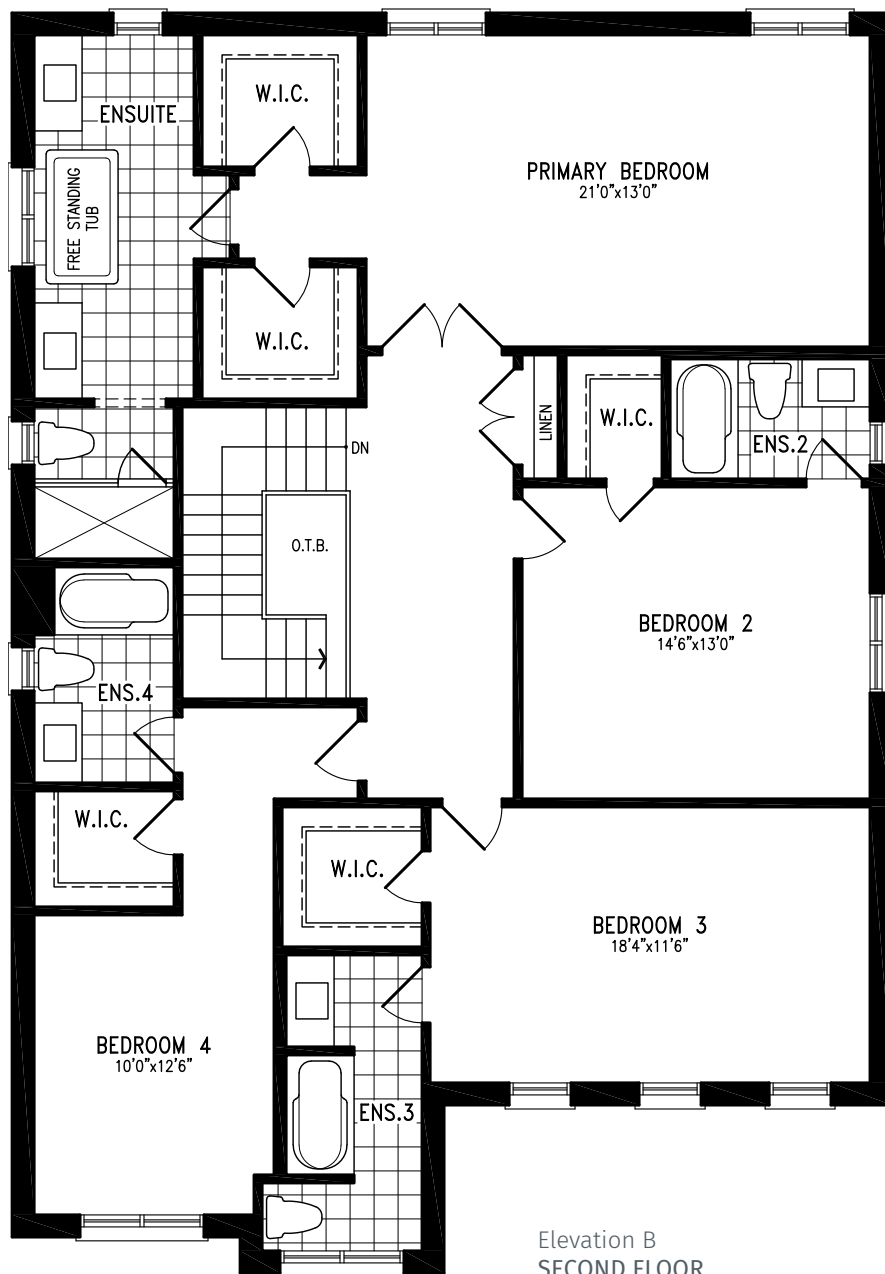 W.I.C.
ENSUITE
PRIMARY BEDROOM
21'0"x13'0"
FREE STANDING
TUB
W.I.C.
LINEN
W.I.C.
ENS.2
DN
O.T.B.
BEDROOM 2
14'6"x13'0"
ENS.4
W.I.C.
W.I.C.
BEDROOM 3
18'4"x11'6"
BEDROOM 4
10'0"x12'6"
ENS.3
Elevation B
SECOND FLOOR